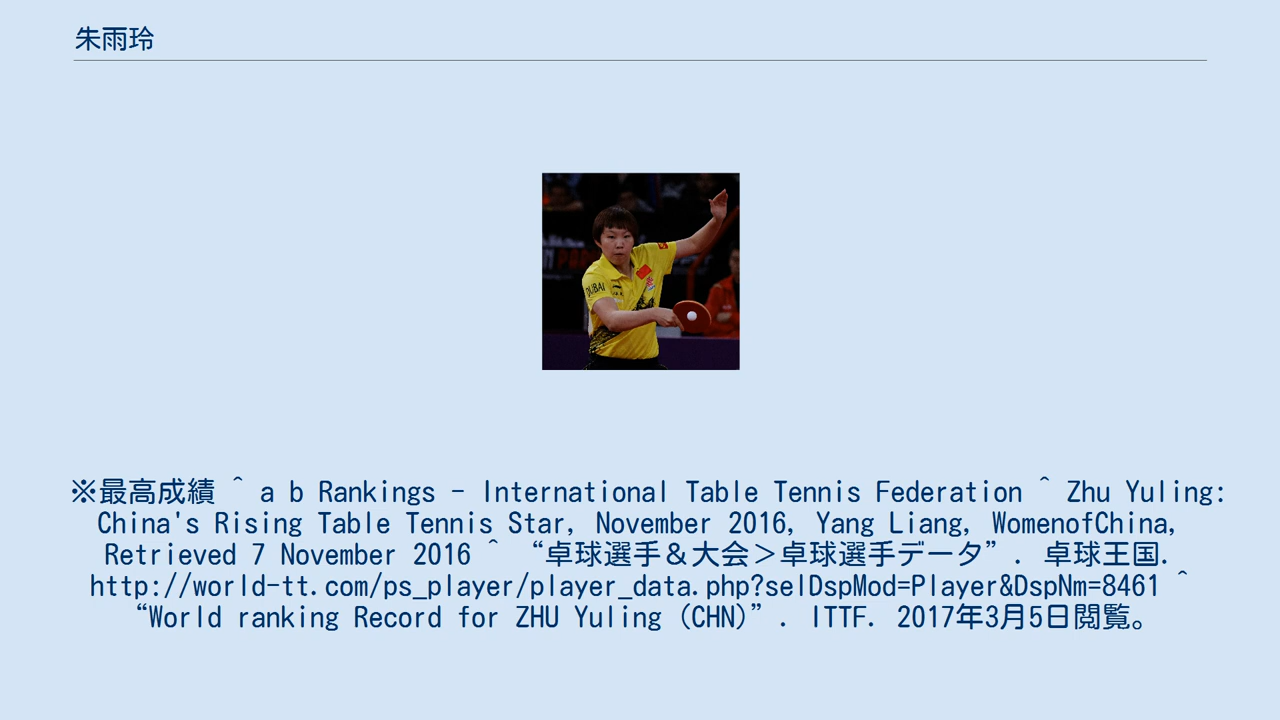 朱雨玲
DUBAI
※最高成績 ^ a b Rankings - International Table Tennis Federation ^ Zhu Yuling:
China's Rising Table Tennis Star, November 2016, Yang Liang, WomenofChina,
Retrieved 7 November 2016 ^ “卓球選手＆大会＞卓球選手データ”. 卓球王国.
http://world-tt.com/ps_player/player_data.php?selDspMod=Player&DspNm=8461 ^
“World ranking Record for ZHU Yuling (CHN)”. ITTF. 2017年3月5日閲覧。